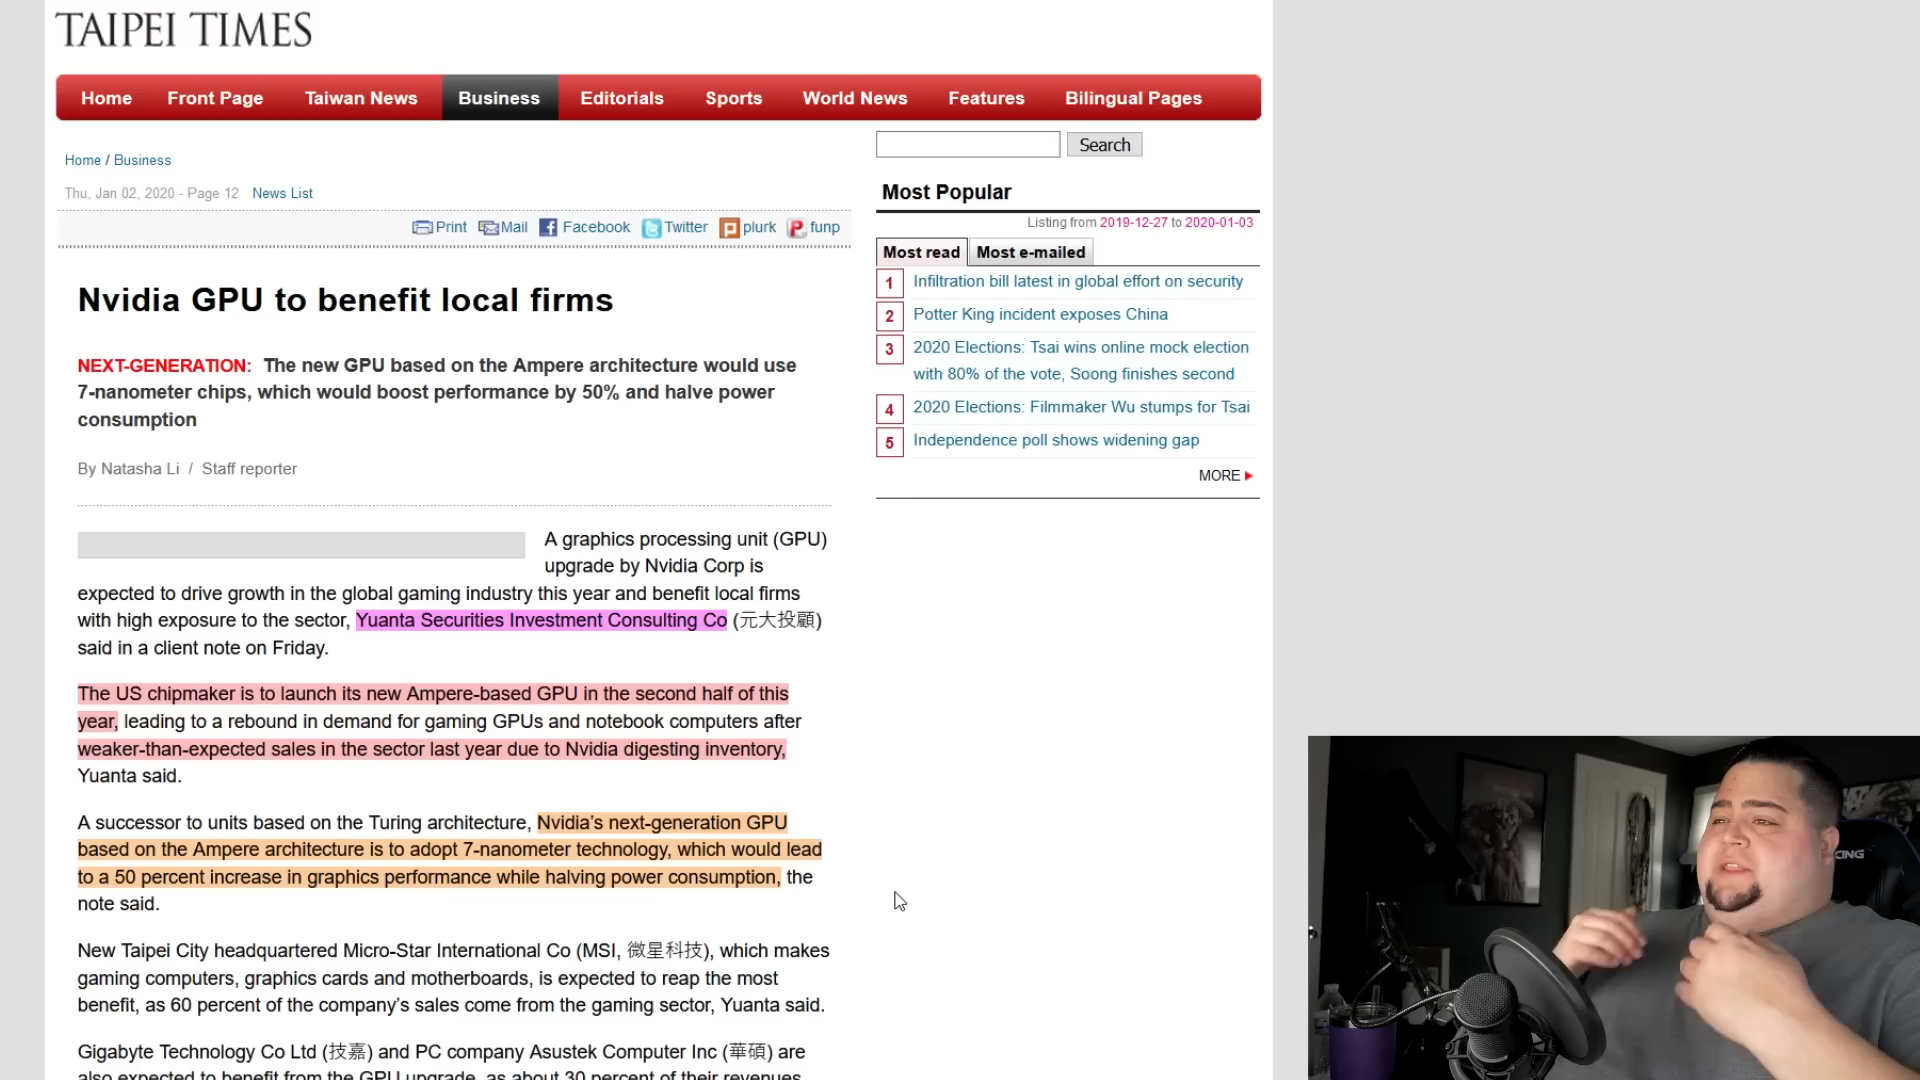 TAIPEI TIMES
Home Front Page Taiwan News Business Editorials Sports World News Features Bilingual Pages
Home / Business
Thu, Jan 02, 2020 - Page 12 News List
Print Mail Facebook Twitter plurk funp
Nvidia GPU to benefit local firms
NEXT-GENERATION: The new GPU based on the Ampere architecture would use
7-nanometer chips, which would boost performance by 50% and halve power
consumption
By Natasha Li / Staff reporter
A graphics processing unit (GPU)
upgrade by Nvidia Corp is
expected to drive growth in the global gaming industry this year and benefit local firms
with high exposure to the sector, Yuanta Securities Investment Consulting Co (元大投顧)
said in a client note on Friday.
The US chipmaker is to launch its new Ampere-based GPU in the second half of this
year, leading to a rebound in demand for gaming GPUs and notebook computers after
weaker-than-expected sales in the sector last year due to Nvidia digesting inventory,
Yuanta said.
A successor to units based on the Turing architecture, Nvidia’s next-generation GPU
based on the Ampere architecture is to adopt 7-nanometer technology, which would lead
to a 50 percent increase in graphics performance while halving power consumption, the
note said.
New Taipei City headquartered Micro-Star International Co (MSI, 微星科技), which makes
gaming computers, graphics cards and motherboards, is expected to reap the most
benefit, as 60 percent of the company’s sales come from the gaming sector, Yuanta said.
Gigabyte Technology Co Ltd (技嘉) and PC company Asustek Computer Inc (華碩) are
also expected to benefit from the GPU upgrade, as about 30 percent of their revenues
Search
Most Popular
Listing from 2019-12-27 to 2020-01-03
Most read Most e-mailed
1 Infiltration bill latest in global effort on security
2 Potter King incident exposes China
3 2020 Elections: Tsai wins online mock election
with 80% of the vote, Soong finishes second
4 2020 Elections: Filmmaker Wu stumps for Tsai
5 Independence poll shows widening gap
MORE
CING